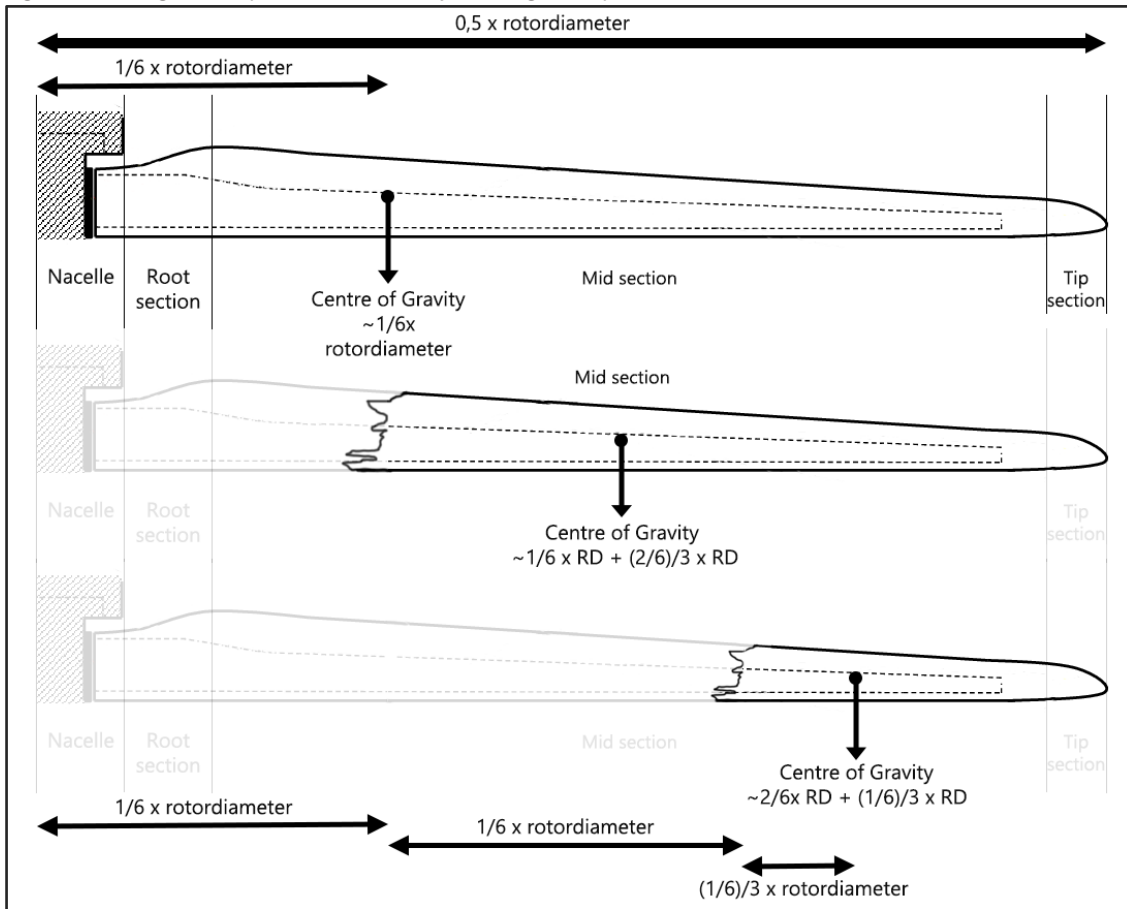 0,5 x rotordiameter
1/6 x rotordiameter
Nacelle
Root
section
Mid section
Tip
section
Centre of Gravity
~1/6x
rotordiameter
Mid section
Nacelle
Root
section
Tip
section
Centre of Gravity
~1/6 x RD + (2/6)/3 x RD
Nacelle
Root
section
Mid section
Tip
section
Centre of Gravity
~2/6x RD + (1/6)/3 x RD
1/6 x rotordiameter
1/6 x rotordiameter
(1/6)/3 x rotordiameter